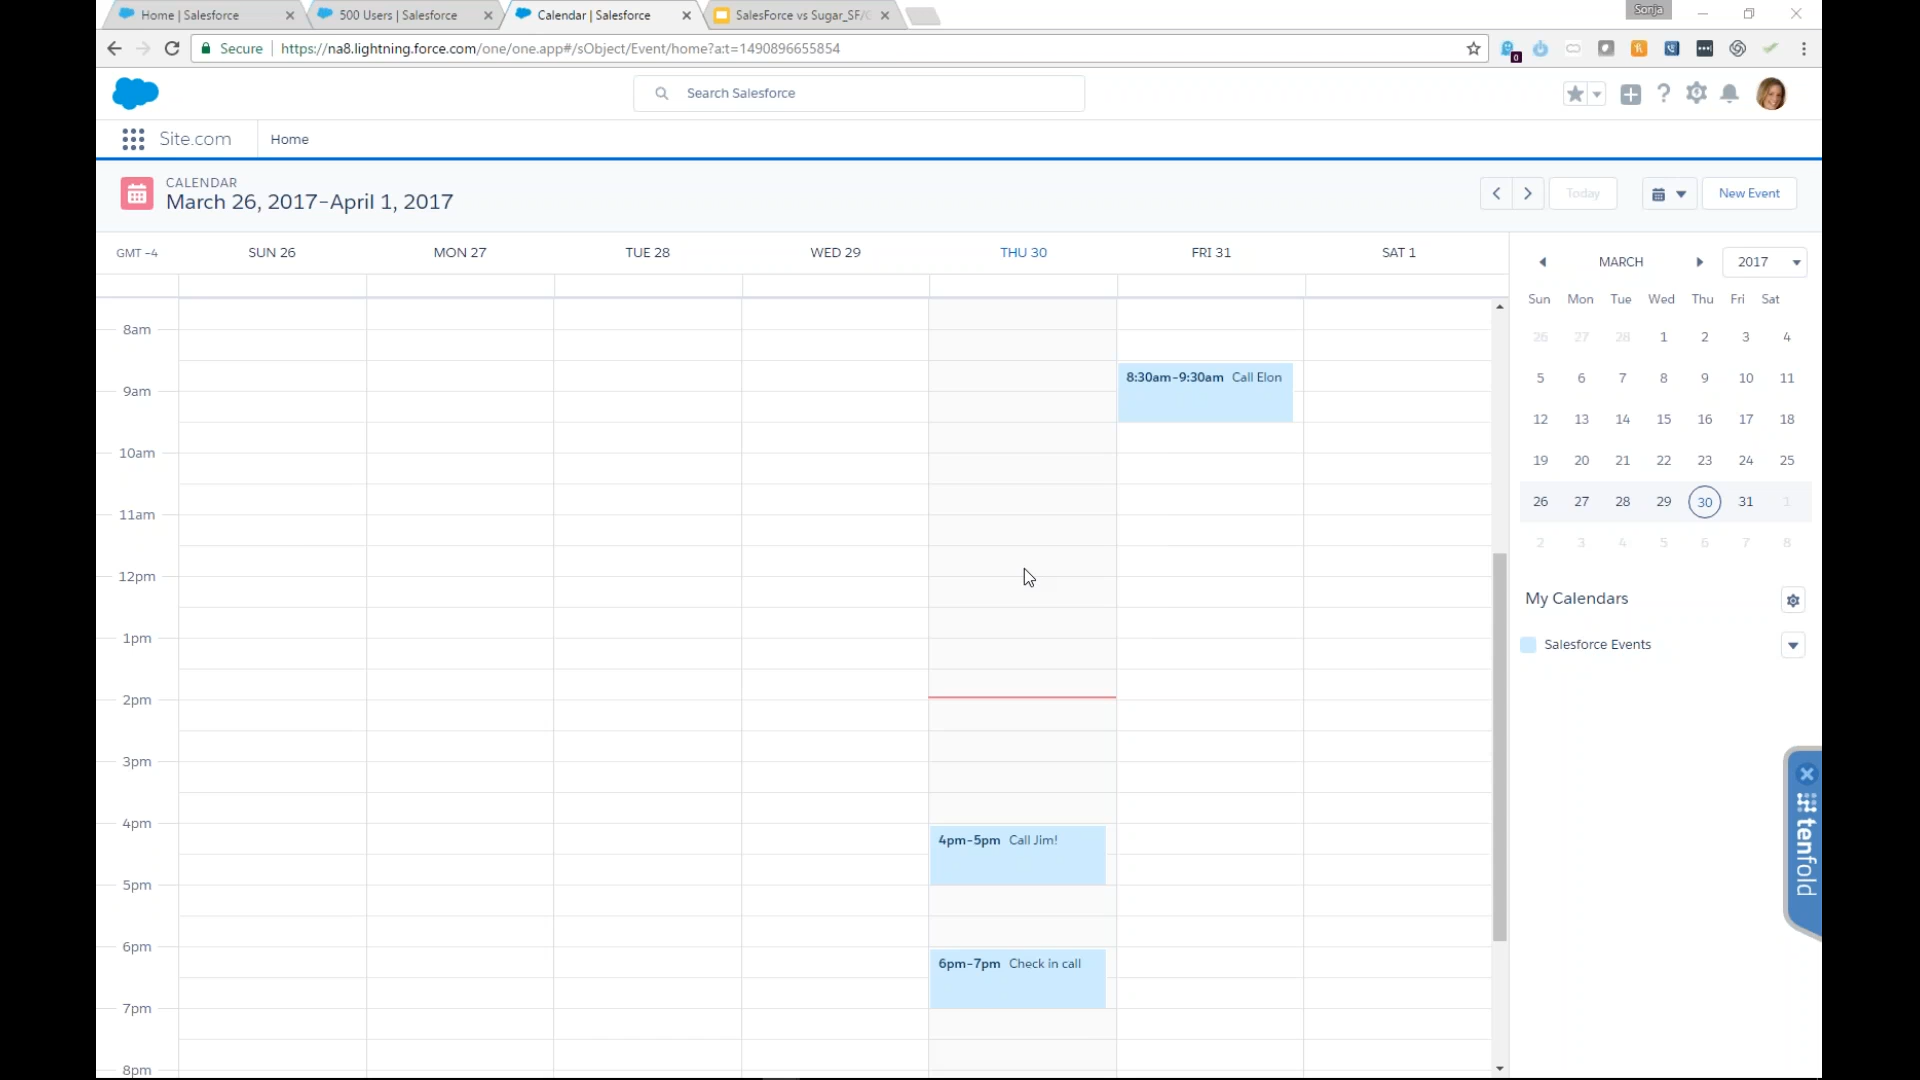 Home | Salesforce
500 Users | Salesforce
Calendar | Salesforce
SalesForce vs Sugar_SF/
Sonja
Secure
https://na8.lightning.force.com/one/one.app#/sObject/Event/home?a:t=1490896655854
0
Search Salesforce
Site.com
Home
CALENDAR
March 26, 2017–April 1, 2017
Today
New Event
GMT −4
SUN 26
MON 27
TUE 28
WED 29
THU 30
FRI 31
SAT 1
8am
9am
10am
11am
12pm
1pm
2pm
3pm
4pm
5pm
6pm
7pm
8pm
8:30am–9:30am Call Elon
4pm–5pm Call Jim!
6pm–7pm Check in call
MARCH
2017
Sun Mon Tue Wed Thu Fri Sat
26 27 28 1 2 3 4
5 6 7 8 9 10 11
12 13 14 15 16 17 18
19 20 21 22 23 24 25
26 27 28 29 30 31 1
2 3 4 5 6 7 8
My Calendars
Salesforce Events
tenfold